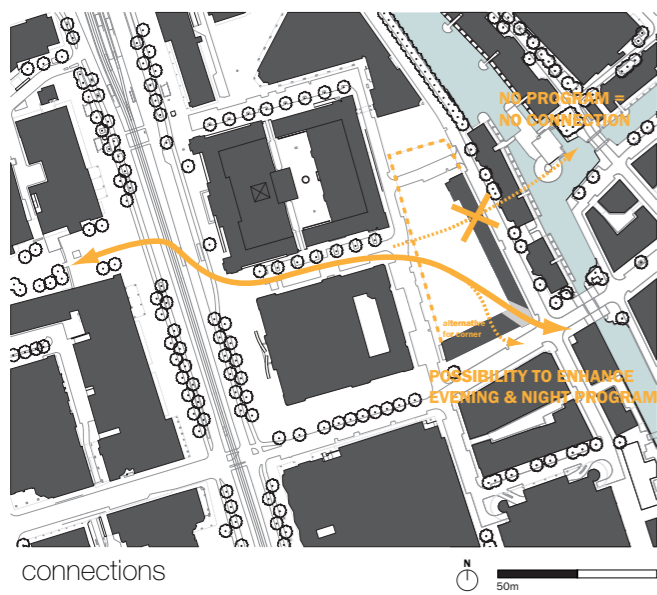 NO PROGRAM =
NO CONNECTION
alternative
for corner
POSSIBILITY TO ENHANCE
EVENING & NIGHT PROGRAM
connections
N
50m